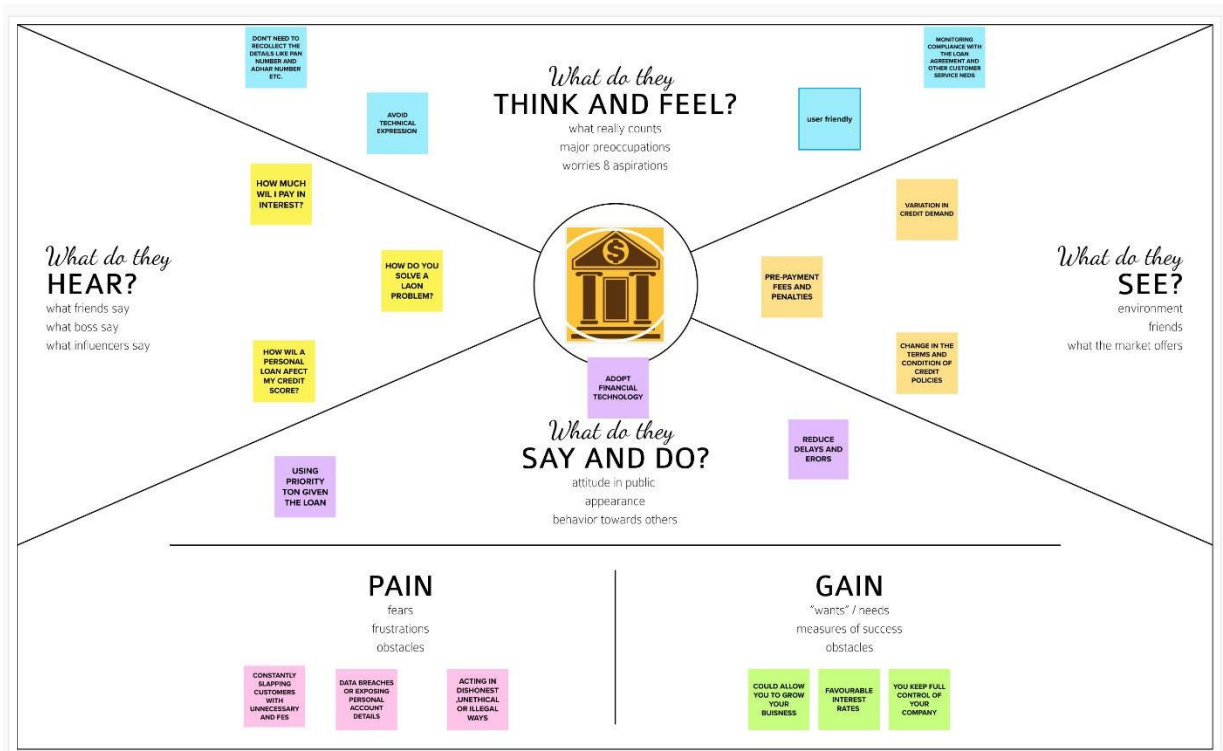 DON'T NEED TO
RECOLLECT THE
DETAILS LIKE PAN
NUMBER AND
ADHAR NUMBER
ETC.
AVOID
TECHNICAL
EXPRESSION
What do they
THINK AND FEEL?
what really counts
major preoccupations
worries & aspirations
user friendly
MONITORING
COMPLIANCE WITH
THE LOAN
AGREEMENT AND
OTHER CUSTOMER
SERVICE NEDS
What do they
HEAR?
what friends say
what boss say
what influencers say
HOW MUCH
WIL I PAY IN
INTEREST?
HOW DO YOU
SOLVE A
LAON
PROBLEM?
HOW WIL A
PERSONAL
LOAN AFECT
MY CREDIT
SCORE?
$
VARIATION IN
CREDIT DEMAND
PRE-PAYMENT
FEES AND
PENALTIES
CHANGE IN THE
TERMS AND
CONDITION OF
CREDIT
POLICIES
What do they
SEE?
environment
friends
what the market offers
ADOPT
FINANCIAL
TECHNOLOGY
What do they
SAY AND DO?
attitude in public
appearance
behavior towards others
USING
PRIORITY
TON GIVEN
THE LOAN
REDUCE
DELAYS AND
ERORS
PAIN
fears
frustrations
obstacles
CONSTANTLY
SLAPPING
CUSTOMERS
WITH
UNNECESSARY
AND FES
DATA BREACHES
OR EXPOSING
PERSONAL
ACCOUNT
DETAILS
ACTING IN
DISHONEST
,UNETHICAL
OR ILLEGAL
WAYS
GAIN
"wants" / needs
measures of success
obstacles
COULD ALLOW
YOU TO GROW
YOUR
BUISNESS
FAVOURABLE
INTEREST
RATES
YOU KEEP FULL
CONTROL OF
YOUR
COMPANY